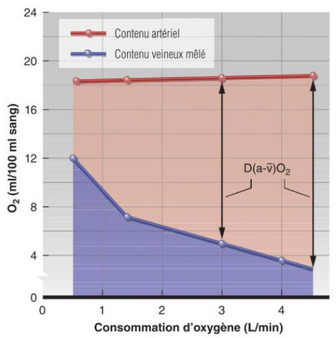 24
20
16
12
8
4
0
O₂ (ml/100 ml sang)
Contenu artériel
Contenu veineux mêlé
D(a-v̅)O₂
0 1 2 3 4
Consommation d'oxygène (L/min)